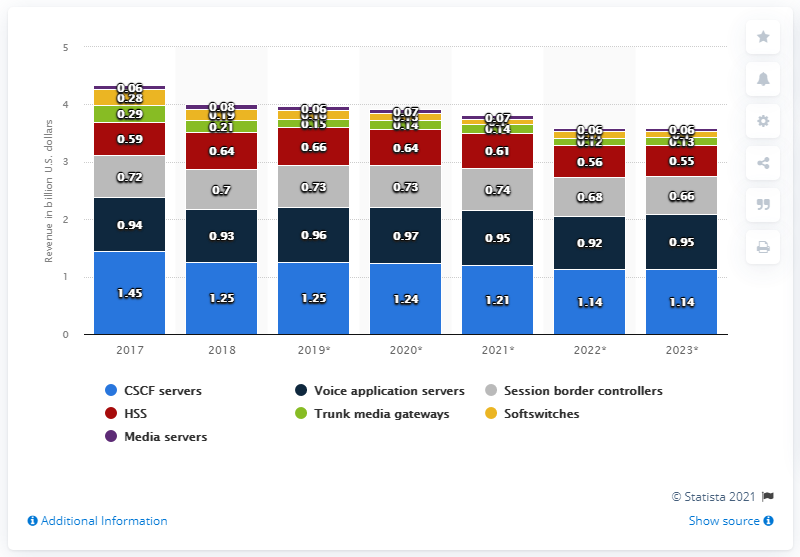 5
4
3
2
1
0
Revenue in billion U.S. dollars
0.06 0.08 0.06 0.07 0.07 0.06 0.06
0.28 0.19
0.29 0.21 0.15 0.14 0.14 0.12 0.13
0.59 0.64 0.66 0.64 0.61 0.56 0.55
0.72 0.7 0.73 0.73 0.74 0.68 0.66
0.94 0.93 0.96 0.97 0.95 0.92 0.95
1.45 1.25 1.25 1.24 1.21 1.14 1.14
2017 2018 2019* 2020* 2021* 2022* 2023*
CSCF servers Voice application servers Session border controllers
HSS Trunk media gateways Softswitches
Media servers
© Statista 2021
Additional Information Show source